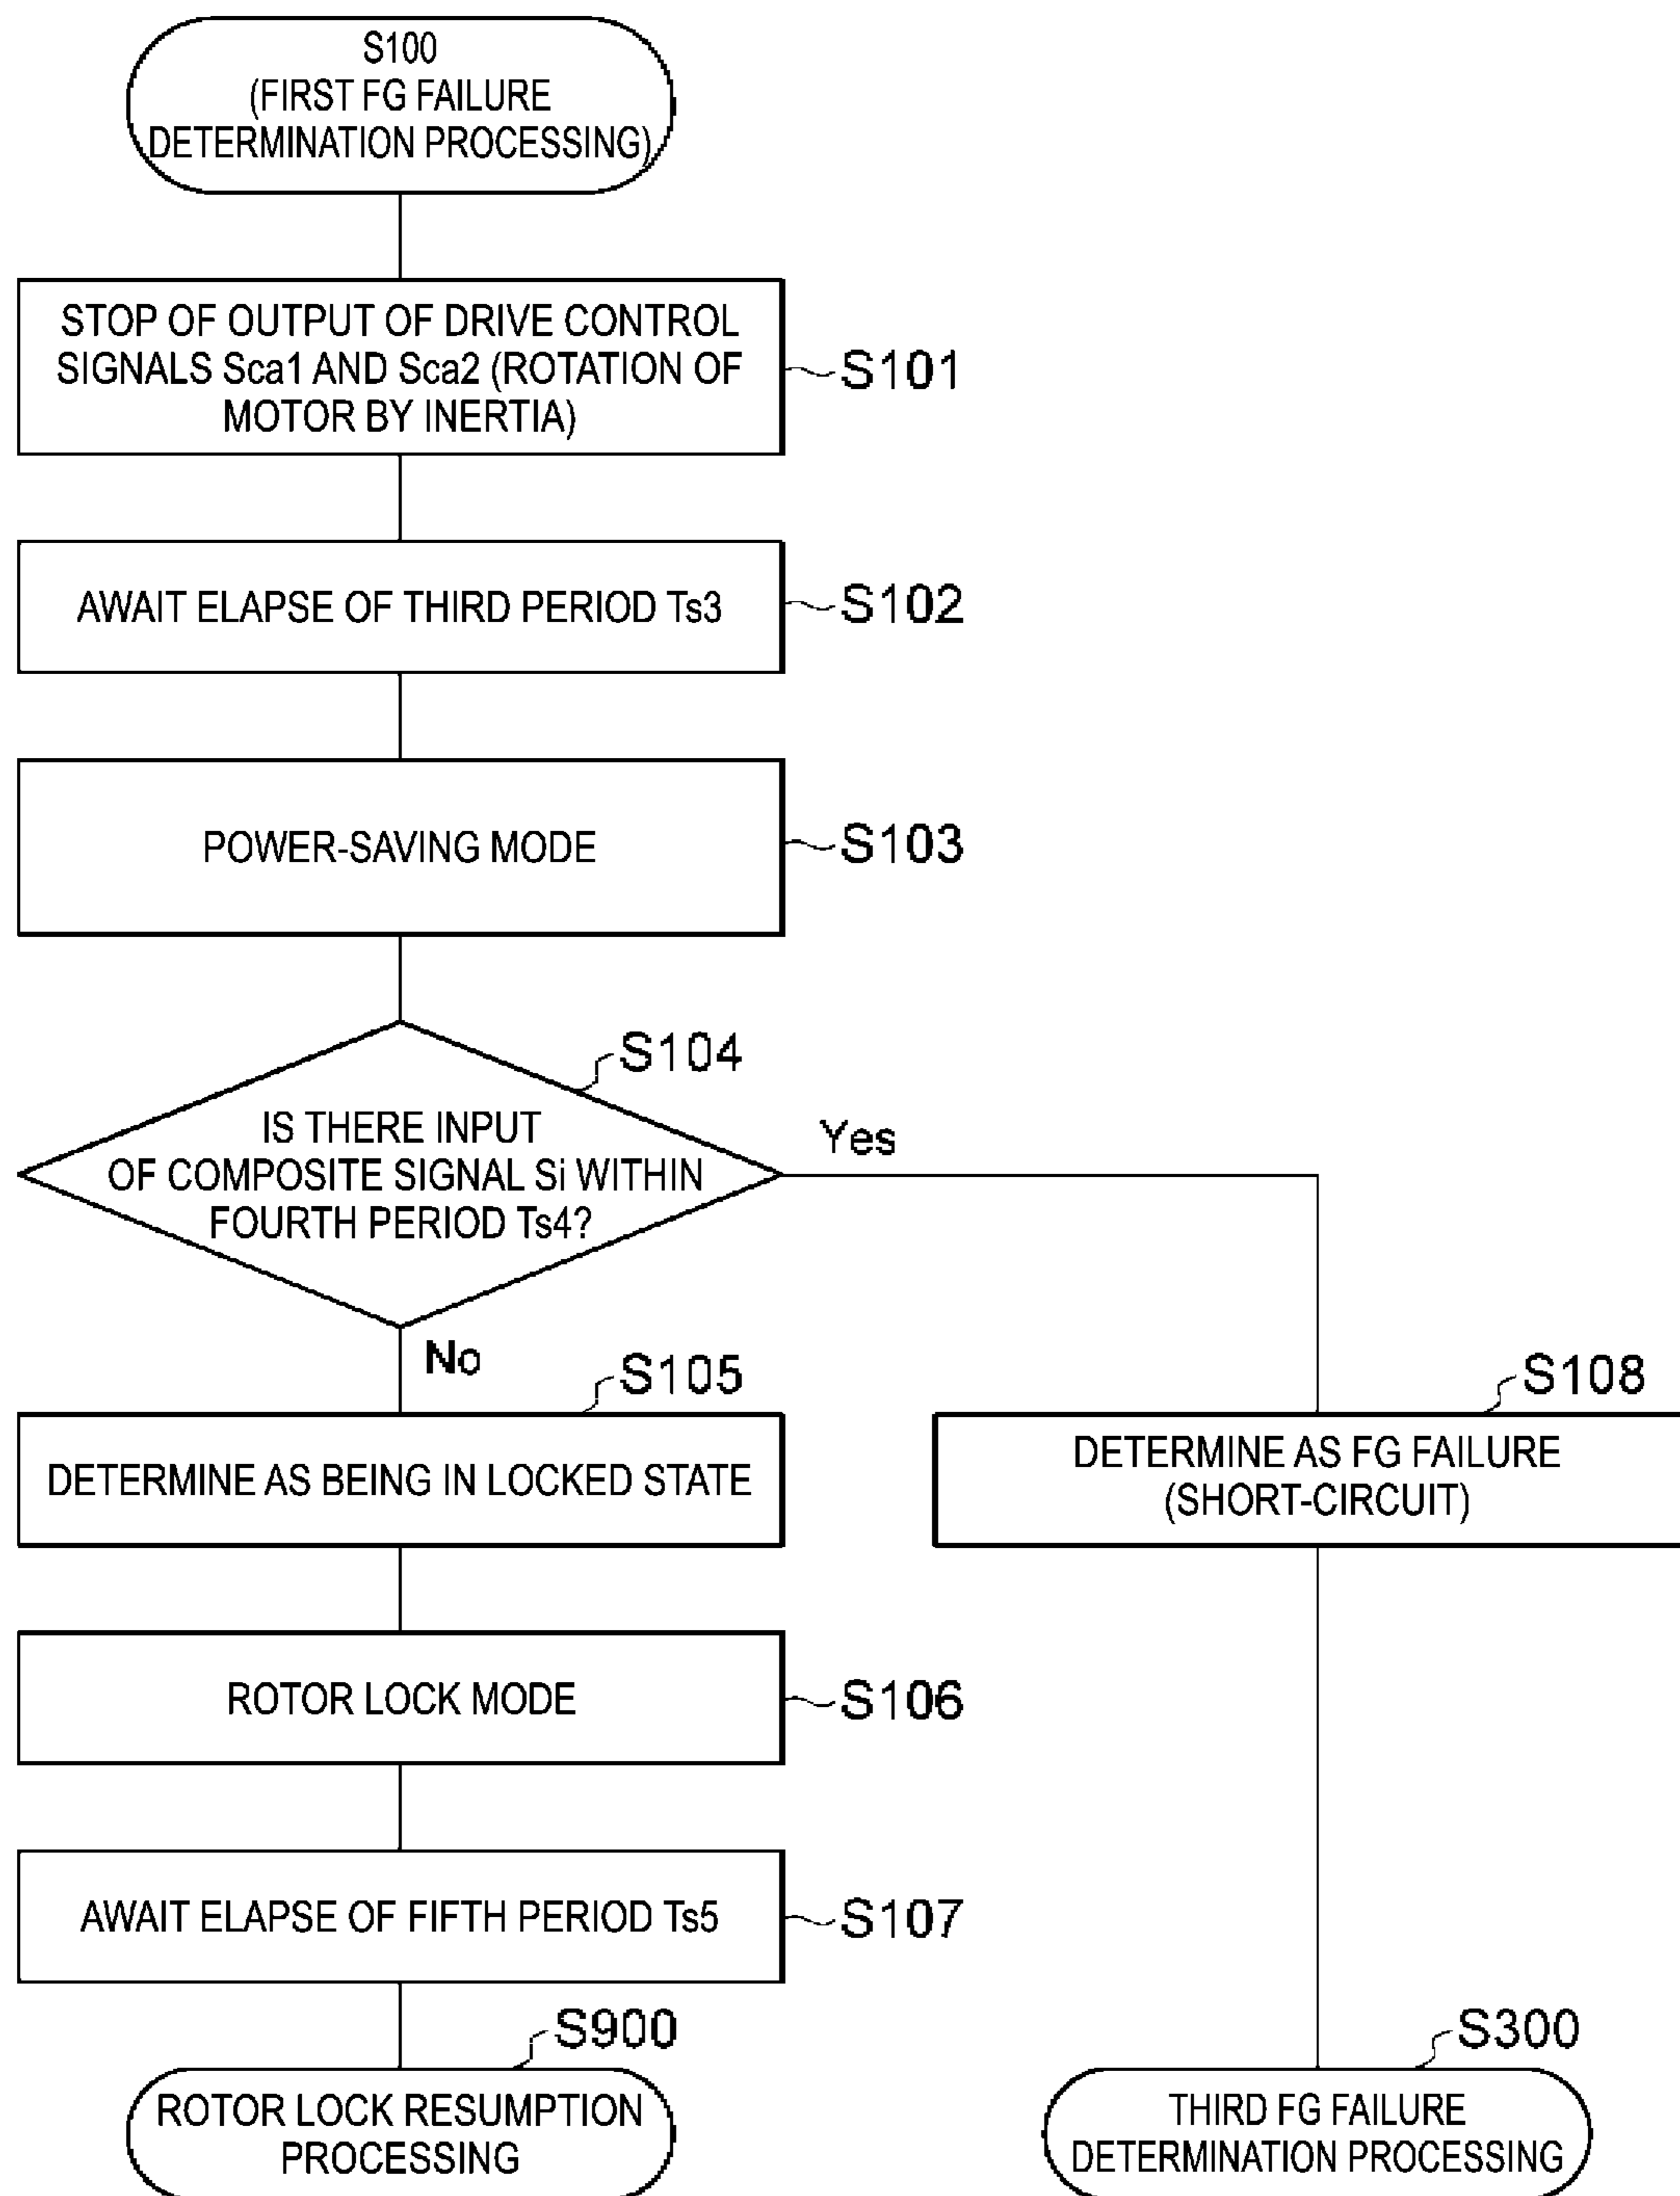 S100
(FIRST FG FAILURE
DETERMINATION PROCESSING)
STOP OF OUTPUT OF DRIVE CONTROL
SIGNALS Sca1 AND Sca2 (ROTATION OF
MOTOR BY INERTIA)
S101
AWAIT ELAPSE OF THIRD PERIOD Ts3
S102
POWER-SAVING MODE
S103
S104
IS THERE INPUT
OF COMPOSITE SIGNAL Si WITHIN
FOURTH PERIOD Ts4?
Yes
No
S105
DETERMINE AS BEING IN LOCKED STATE
S108
DETERMINE AS FG FAILURE
(SHORT-CIRCUIT)
ROTOR LOCK MODE
S106
AWAIT ELAPSE OF FIFTH PERIOD Ts5
S107
S900
ROTOR LOCK RESUMPTION
PROCESSING
S300
THIRD FG FAILURE
DETERMINATION PROCESSING